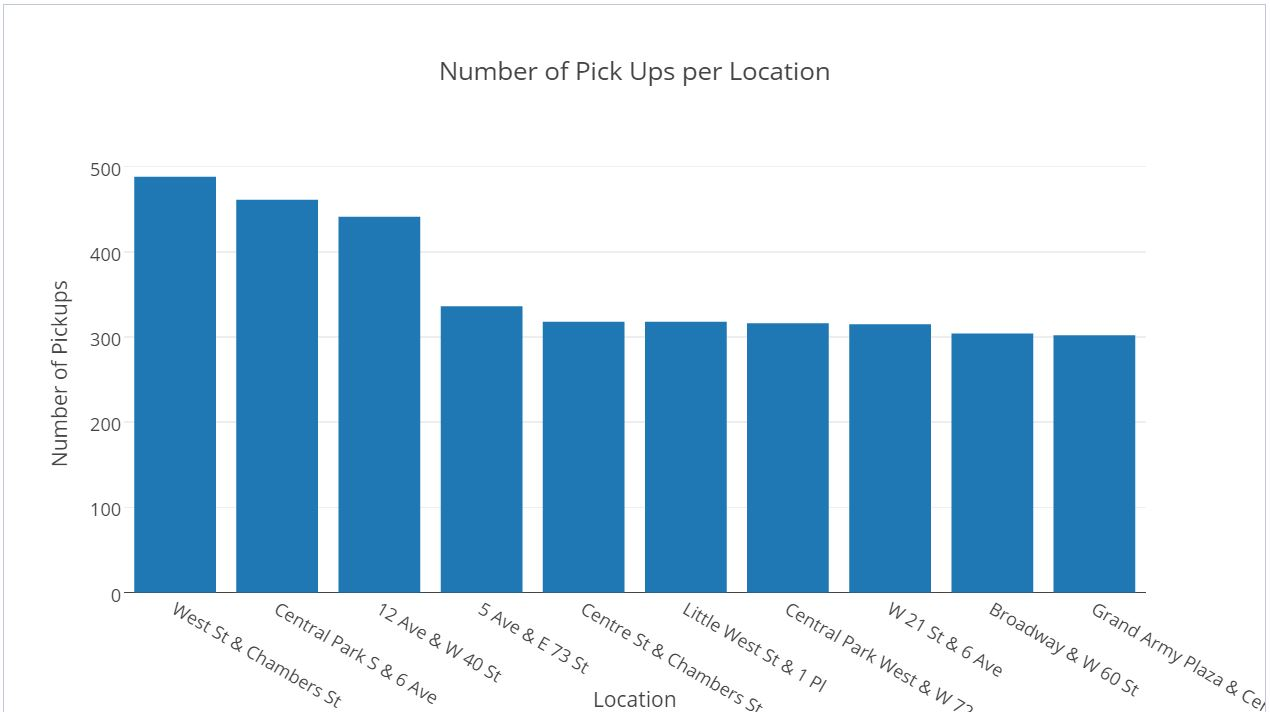 Number of Pick Ups per Location
Number of Pickups
500
400
300
200
100
0
West St & Chambers St
Central Park S & 6 Ave
12 Ave & W 40 St
5 Ave & E 73 St
Centre St & Chambers St
Little West St & 1 Pl
Central Park West & W 72
W 21 St & 6 Ave
Broadway & W 60 St
Grand Army Plaza &
Location